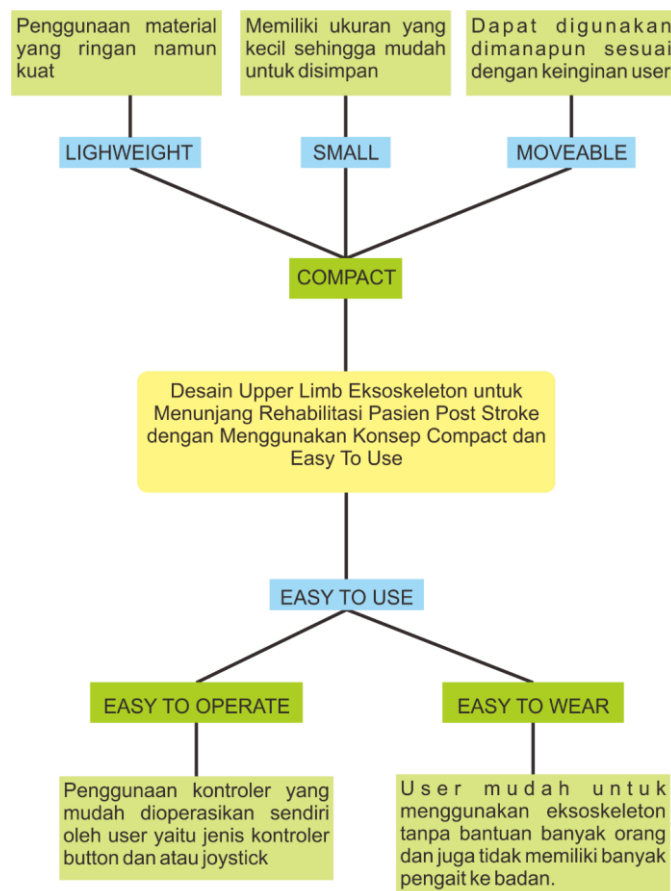 Penggunaan material
yang ringan namun
kuat
Memiliki ukuran yang
kecil sehingga mudah
untuk disimpan
Dapat digunakan
dimanapun sesuai
dengan keinginan user
LIGHWEIGHT
SMALL
MOVEABLE
COMPACT
Desain Upper Limb Eksoskeleton untuk
Menunjang Rehabilitasi Pasien Post Stroke
dengan Menggunakan Konsep Compact dan
Easy To Use
EASY TO USE
EASY TO OPERATE
EASY TO WEAR
Penggunaan kontroler yang
mudah dioperasikan sendiri
oleh user yaitu jenis kontroler
button dan atau joystick
User mudah untuk
menggunakan eksoskeleton
tanpa bantuan banyak orang
dan juga tidak memiliki banyak
pengait ke badan.